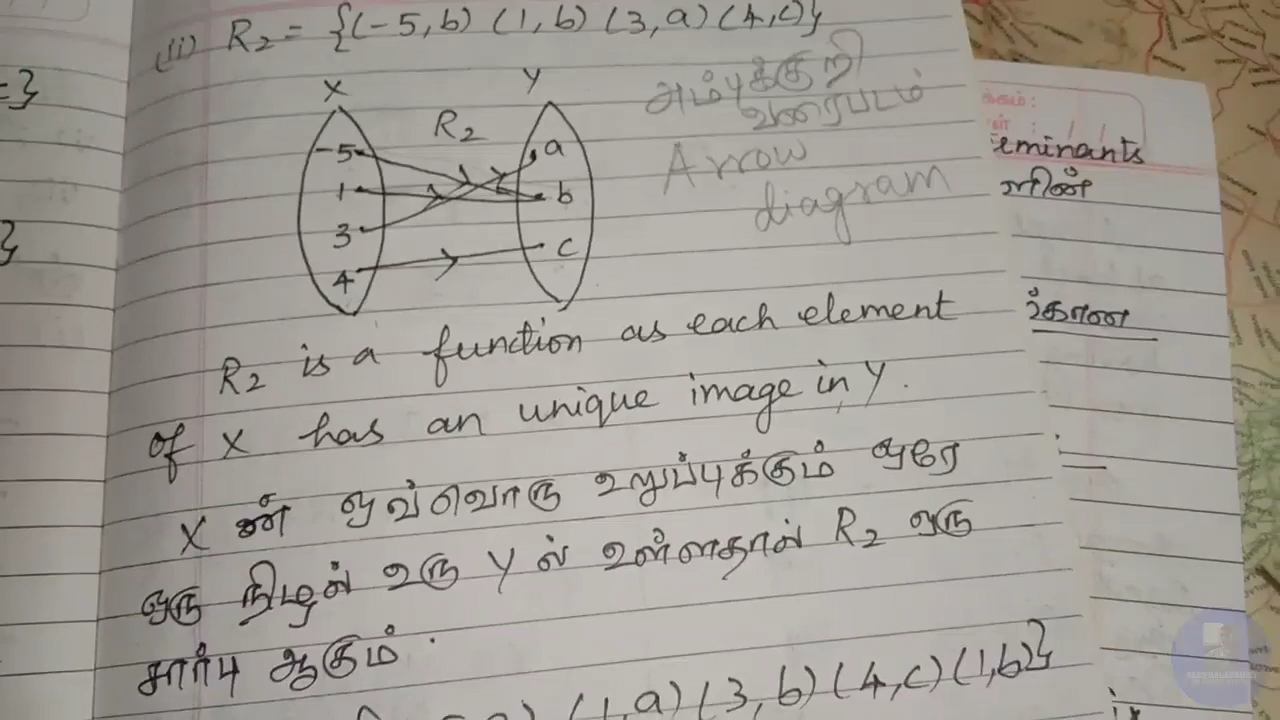 (ii) R₂ = {(-5,b) (1,b) (3,a) (4,c)}
X Y
R₂
-5 a
1 b
3
4 c
அம்புக்குறி
வரைபடம்
Arrow
diagram
R₂ is a function as each element
of X has an unique image in Y.
X ன் ஒவ்வொரு உறுப்புக்கும் ஒரே
ஒரு நிழல் உரு Y ல் உள்ளதால் R₂ ஒரு
சார்பு ஆகும்.
(1,a) (3,b) (4,c) (1,b)}
=}
}
eminants
ளின்